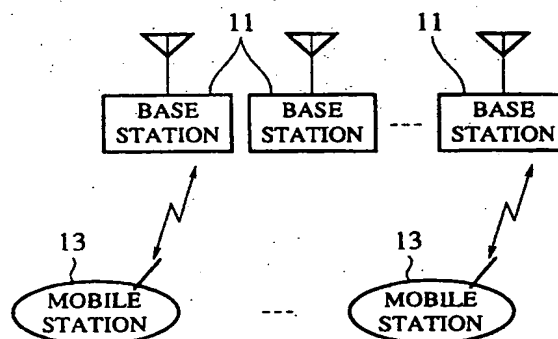 11
11
BASE STATION
BASE STATION
---
BASE STATION
13
13
MOBILE STATION
---
MOBILE STATION